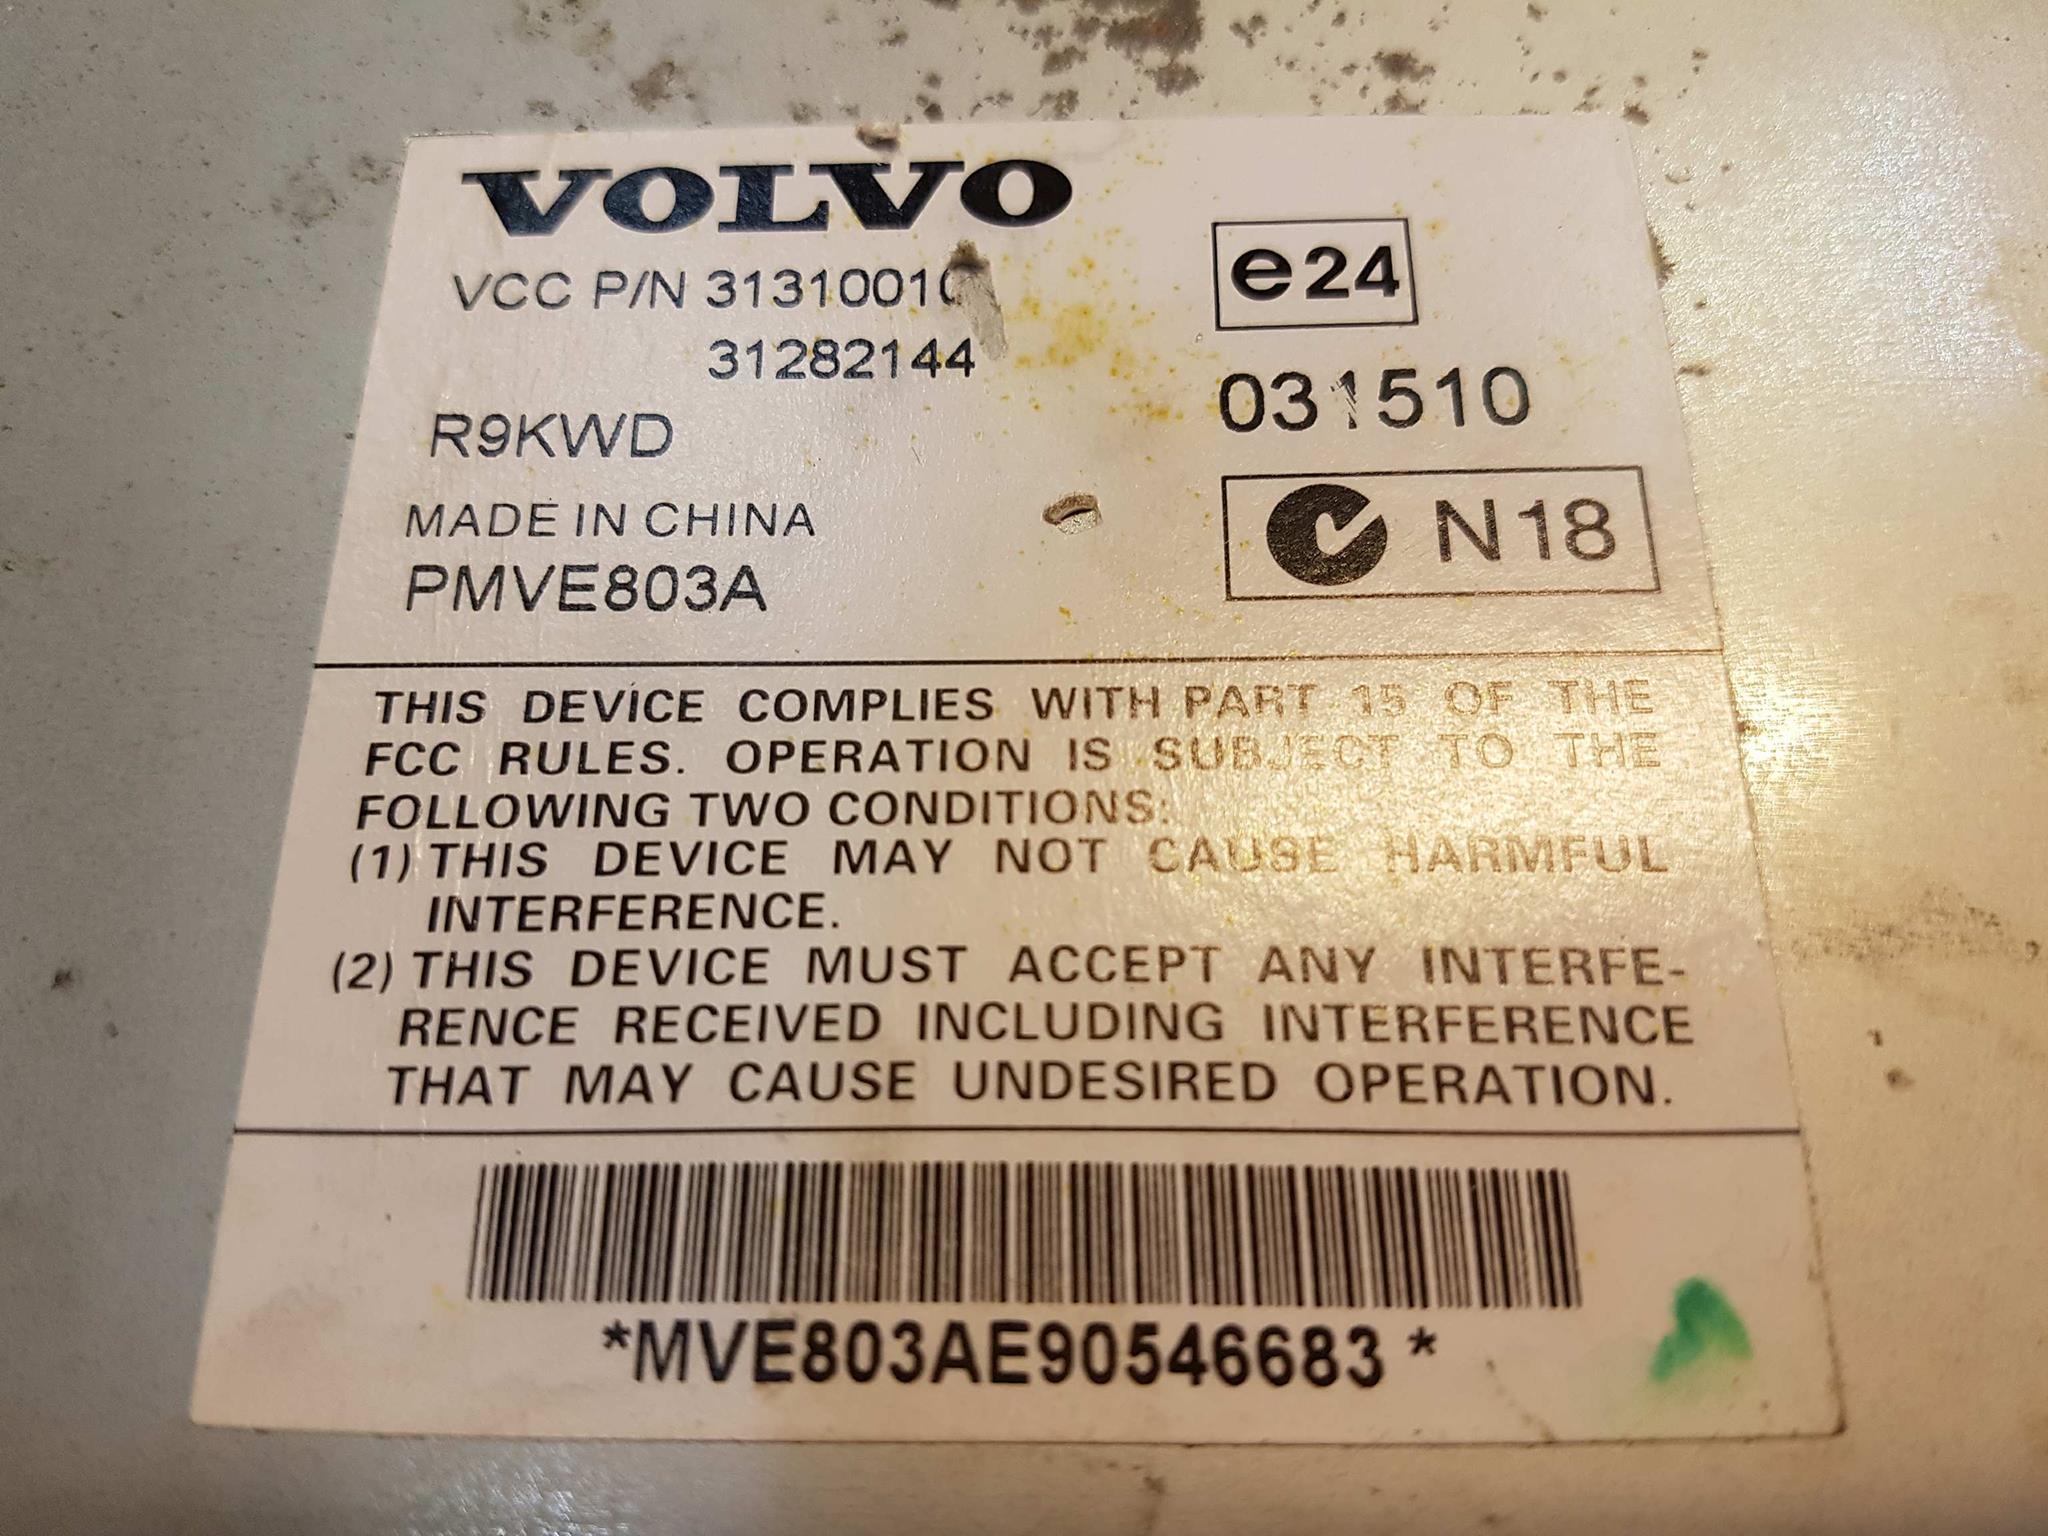 VOLVO
VCC P/N 3131001
31282144
R9KWD
MADE IN CHINA
PMVE803A
e24
031510
N18
THIS DEVICE COMPLIES WITH PART 15 OF THE
FCC RULES. OPERATION IS SUBJECT TO THE
FOLLOWING TWO CONDITIONS:
(1) THIS DEVICE MAY NOT CAUSE HARMFUL
INTERFERENCE.
(2) THIS DEVICE MUST ACCEPT ANY INTERFE-
RENCE RECEIVED INCLUDING INTERFERENCE
THAT MAY CAUSE UNDESIRED OPERATION.
*MVE803AE90546683*